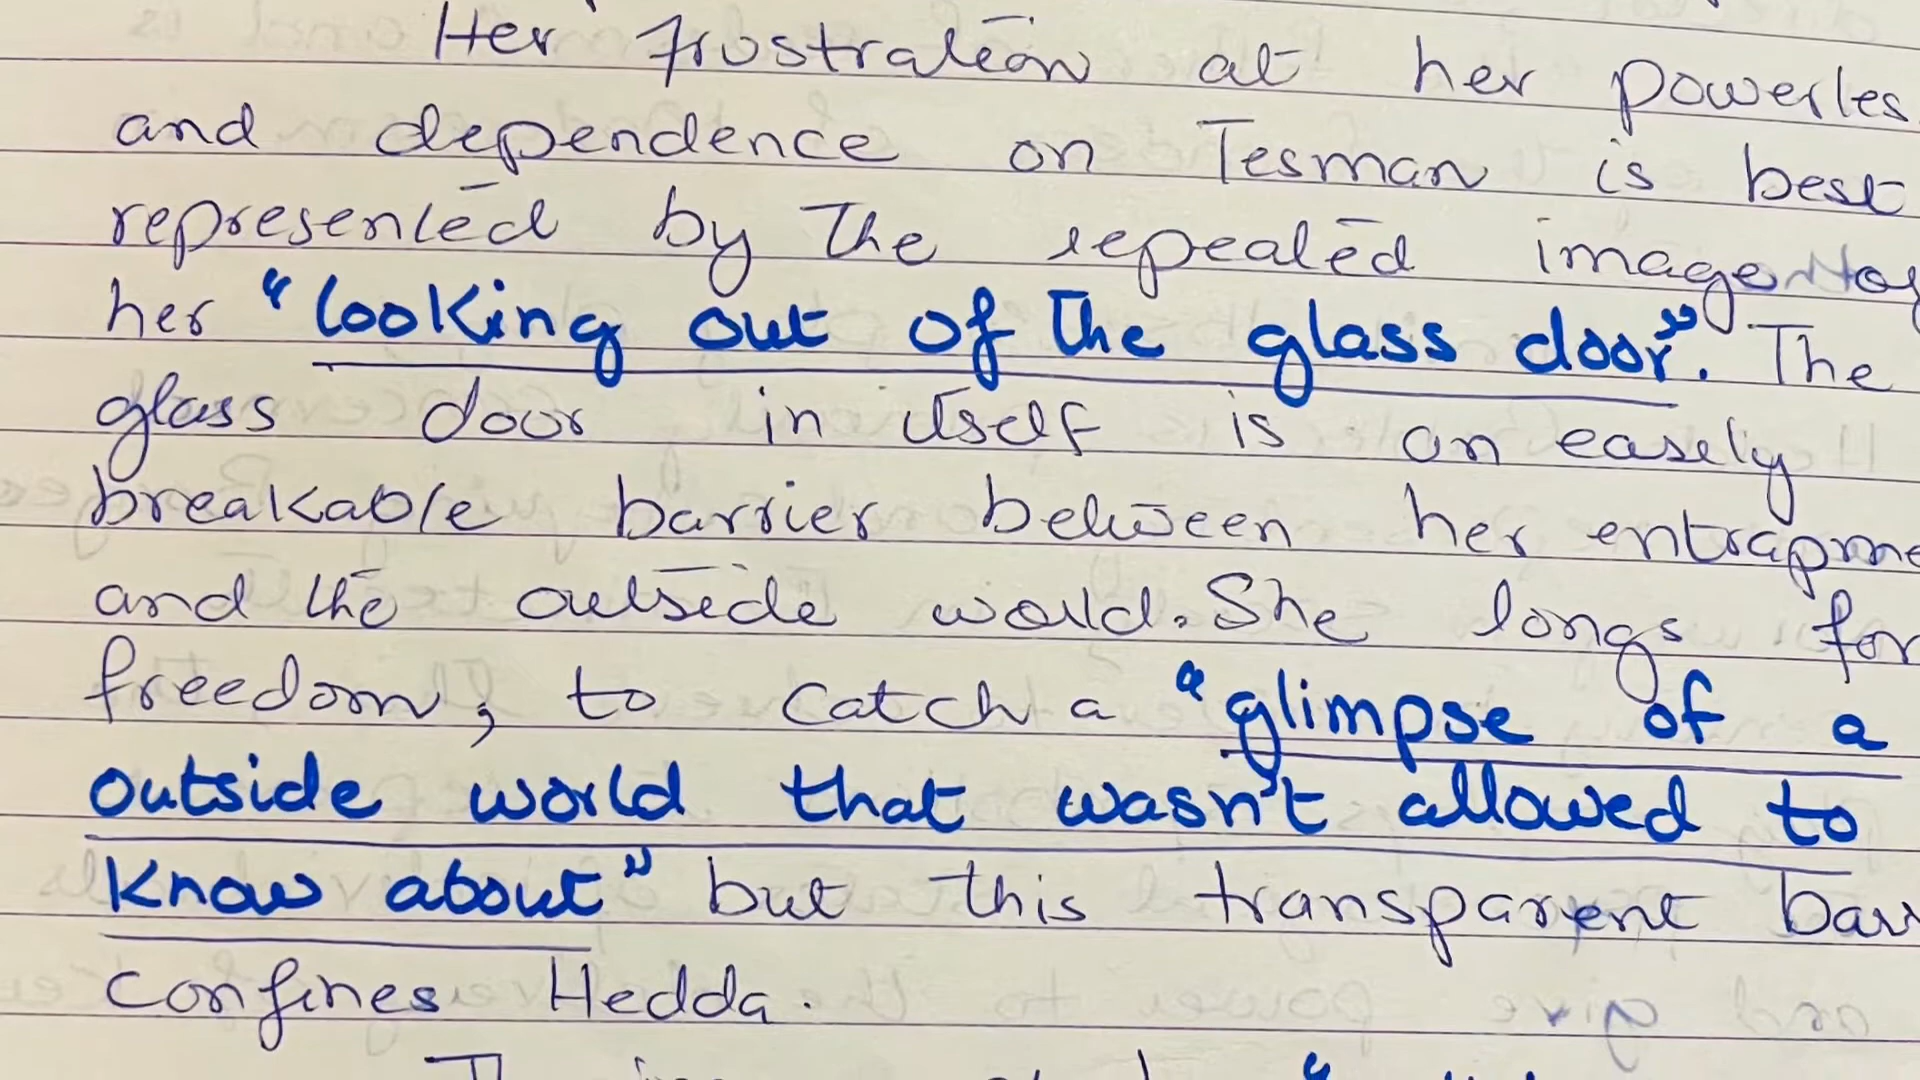 Her frustration at her powerles
and dependence on Tesman is best
represented by the repeated image
her "looking out of the glass door". The
glass door in itself is an easily
breakable barrier between her entrapme
and the outside world. She longs for
freedom, to catch a "glimpse of a
outside world that wasn't allowed to
know about" but this transparent bar
confines Hedda.